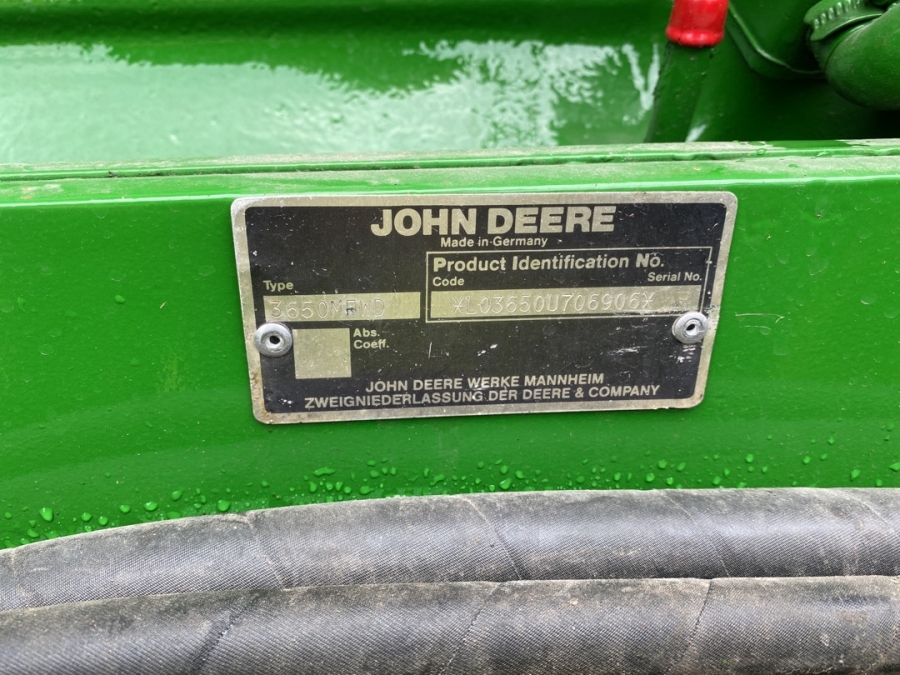 JOHN DEERE
Made in Germany
Product Identification No.
Code Serial No.
Type
3650MFWD *L03650U706906*
Abs.
Coeff.
JOHN DEERE WERKE MANNHEIM
ZWEIGNIEDERLASSUNG DER DEERE & COMPANY